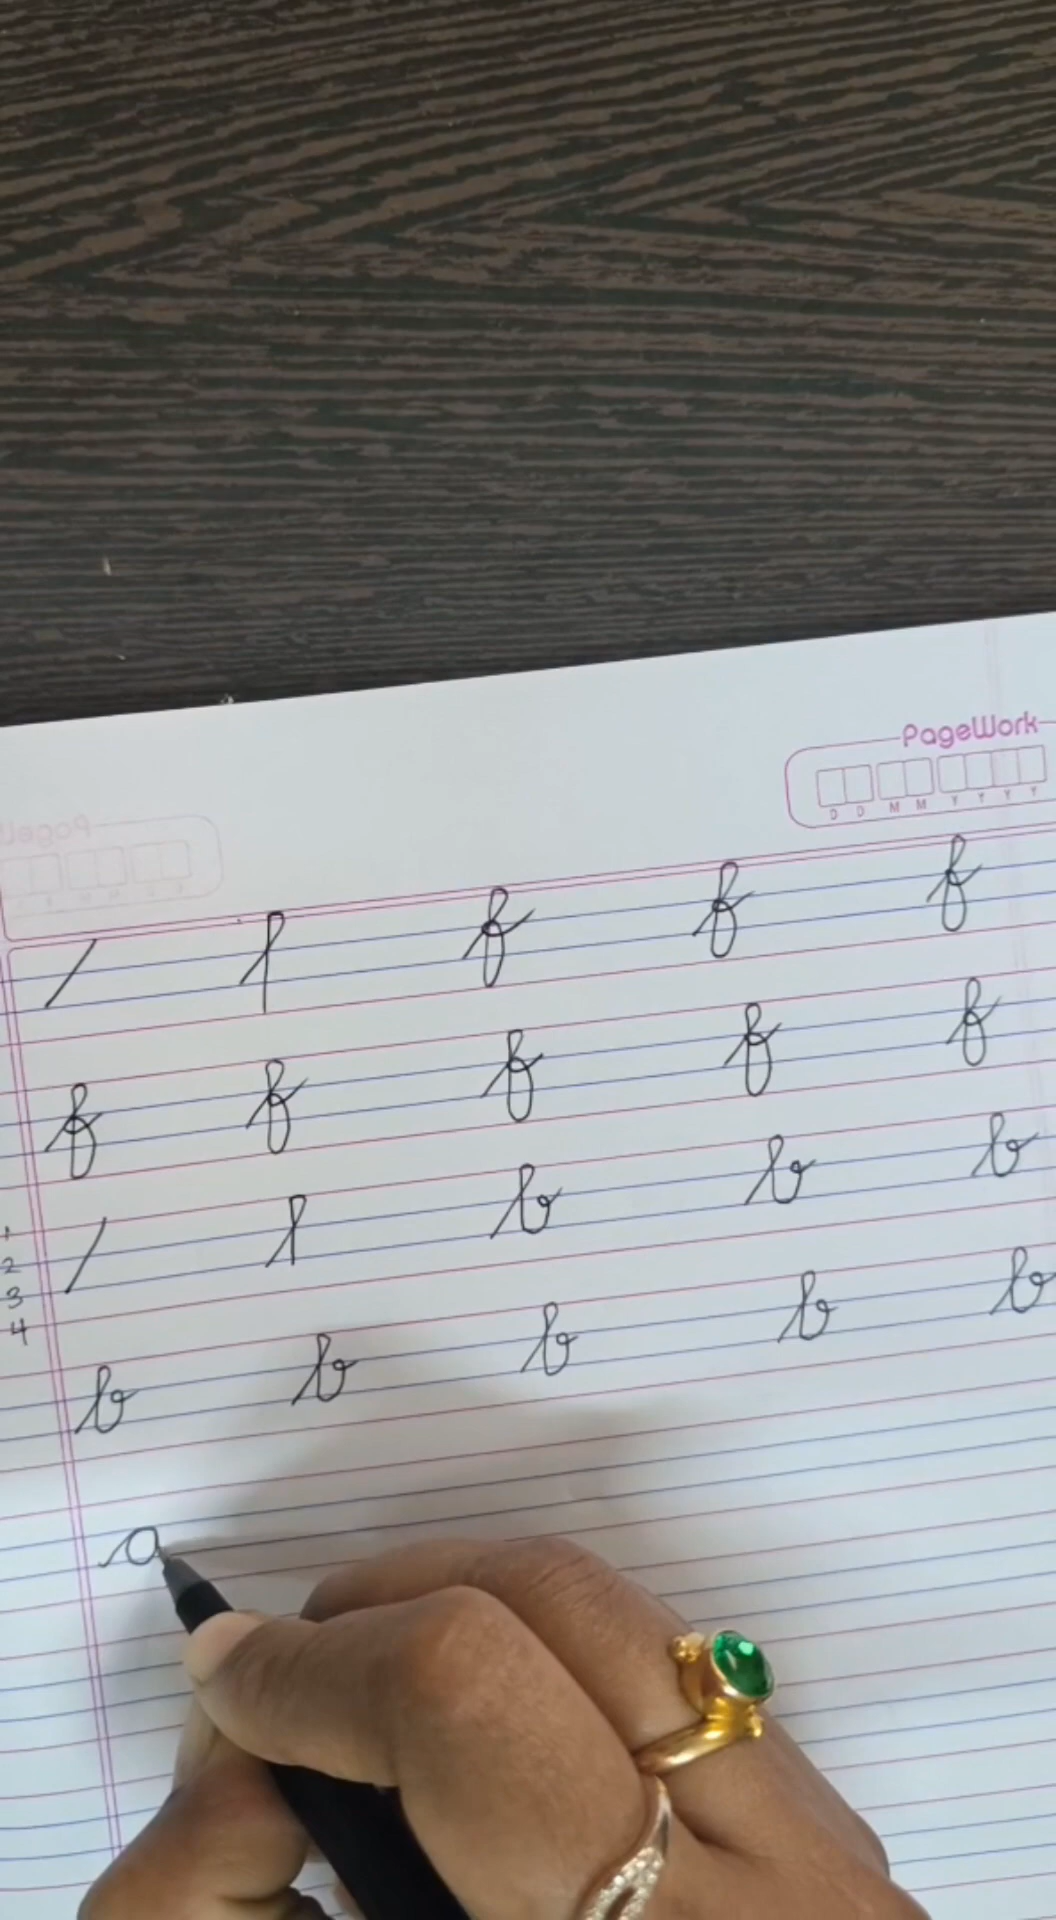 PageWork
D D M M Y Y Y Y
/ l f f f
f f f f f
/ l b b b
1
2
3
4
b b b b b
a